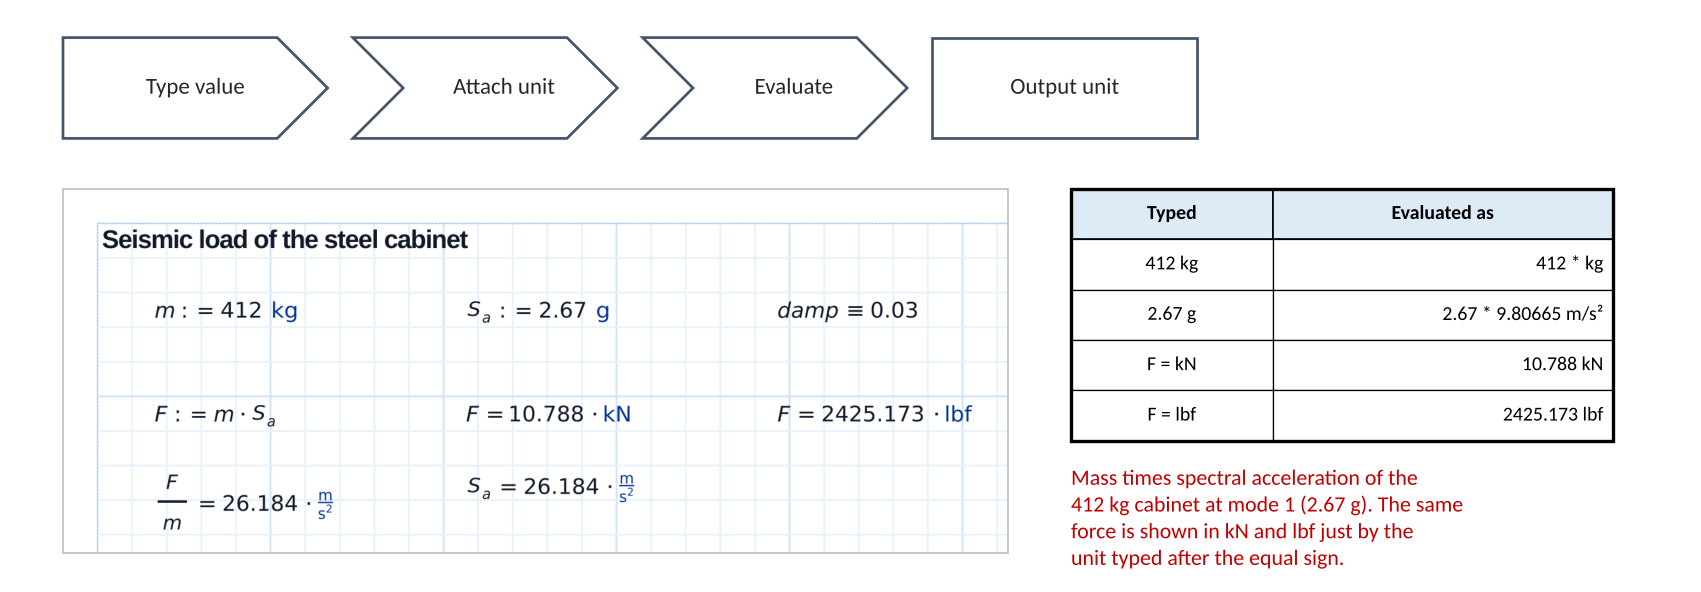 Type value
Attach unit
Evaluate
Output unit
Seismic load of the steel cabinet
m : = 412 kg
Sₐ : = 2.67 g
damp ≡ 0.03
F : = m · Sₐ
F = 10.788 · kN
F = 2425.173 · lbf
F/m = 26.184 · m/s²
Sₐ = 26.184 · m/s²
Typed Evaluated as
412 kg 412 * kg
2.67 g 2.67 * 9.80665 m/s²
F = kN 10.788 kN
F = lbf 2425.173 lbf
Mass times spectral acceleration of the
412 kg cabinet at mode 1 (2.67 g). The same
force is shown in kN and lbf just by the
unit typed after the equal sign.